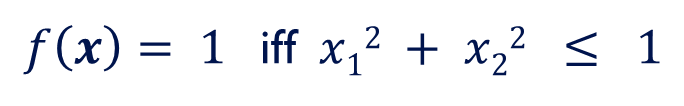 f(x) = 1 iff x₁² + x₂² ≤ 1